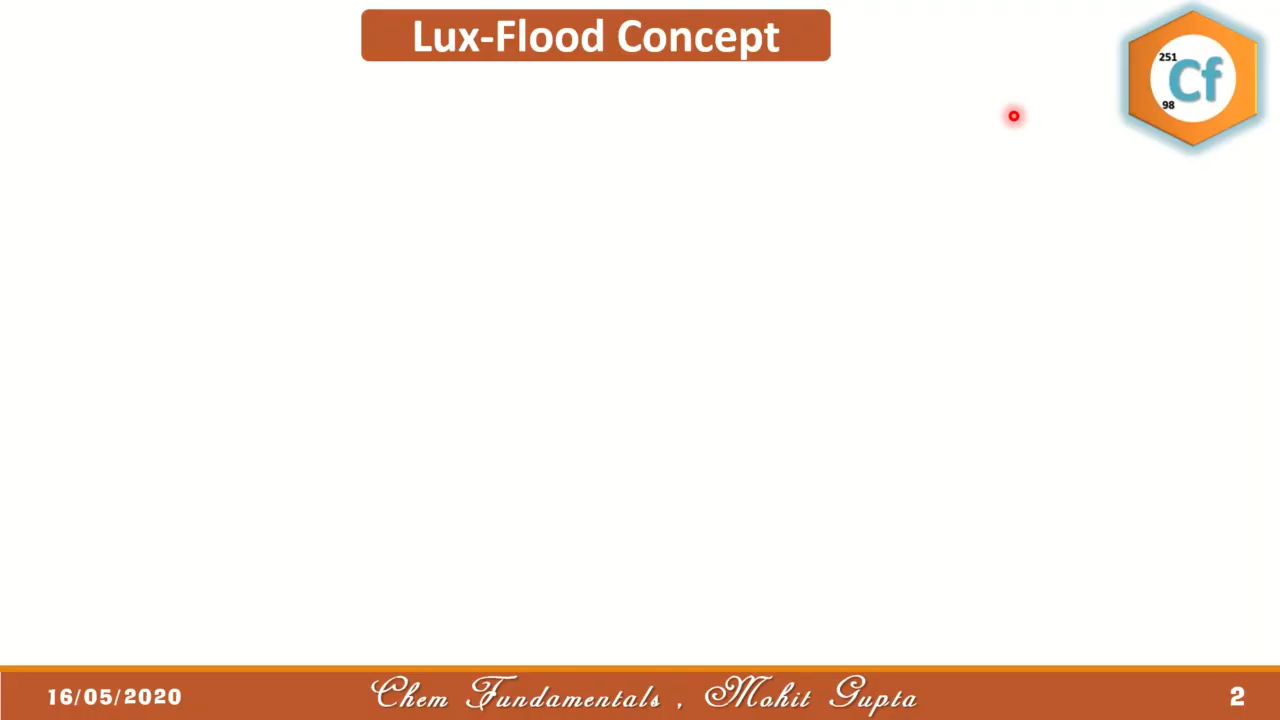 Lux-Flood Concept
251
Cf
98
16/05/2020
Chem Fundamentals , Mohit Gupta
2